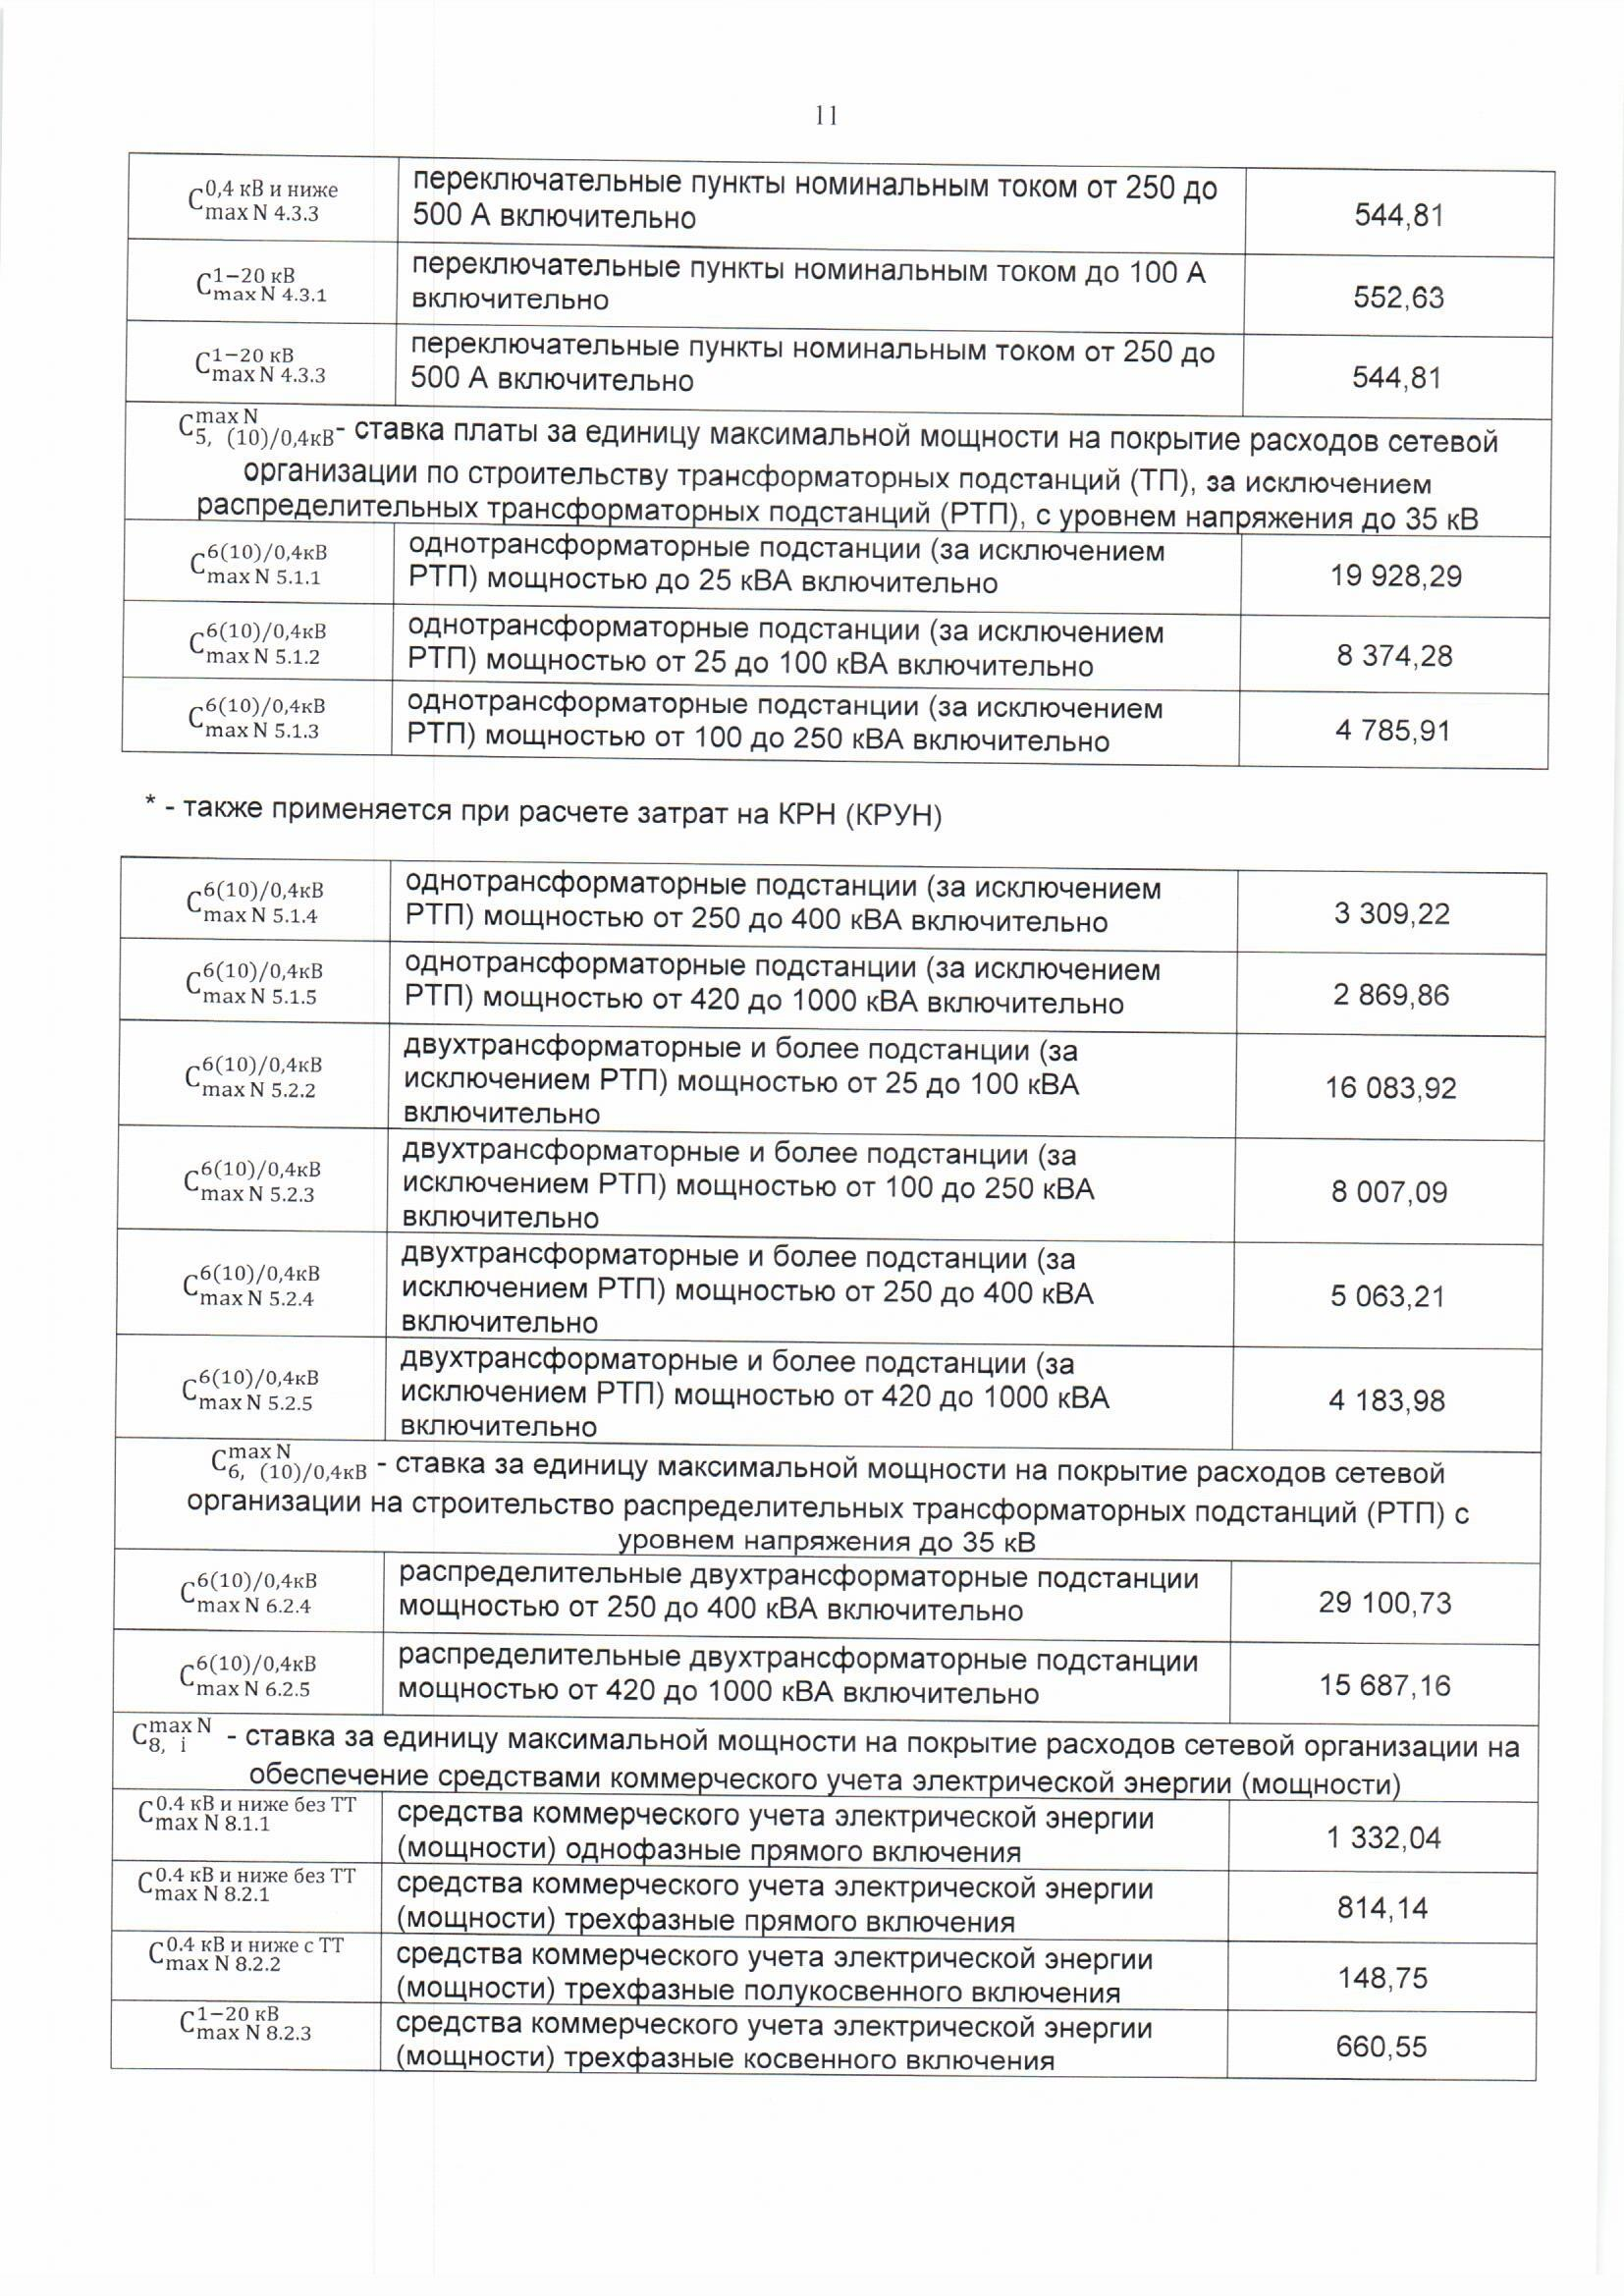 11
C 0,4 кВ и ниже max N 4.3.3
переключательные пункты номинальным током от 250 до
500 А включительно
544,81
C 1−20 кВ max N 4.3.1
переключательные пункты номинальным током до 100 А
включительно
552,63
C 1−20 кВ max N 4.3.3
переключательные пункты номинальным током от 250 до
500 А включительно
544,81
C max N 5, (10)/0,4кВ - ставка платы за единицу максимальной мощности на покрытие расходов сетевой
организации по строительству трансформаторных подстанций (ТП), за исключением
распределительных трансформаторных подстанций (РТП), с уровнем напряжения до 35 кВ
C 6(10)/0,4кВ max N 5.1.1
однотрансформаторные подстанции (за исключением
РТП) мощностью до 25 кВА включительно
19 928,29
C 6(10)/0,4кВ max N 5.1.2
однотрансформаторные подстанции (за исключением
РТП) мощностью от 25 до 100 кВА включительно
8 374,28
C 6(10)/0,4кВ max N 5.1.3
однотрансформаторные подстанции (за исключением
РТП) мощностью от 100 до 250 кВА включительно
4 785,91
* - также применяется при расчете затрат на КРН (КРУН)
C 6(10)/0,4кВ max N 5.1.4
однотрансформаторные подстанции (за исключением
РТП) мощностью от 250 до 400 кВА включительно
3 309,22
C 6(10)/0,4кВ max N 5.1.5
однотрансформаторные подстанции (за исключением
РТП) мощностью от 420 до 1000 кВА включительно
2 869,86
C 6(10)/0,4кВ max N 5.2.2
двухтрансформаторные и более подстанции (за
исключением РТП) мощностью от 25 до 100 кВА
включительно
16 083,92
C 6(10)/0,4кВ max N 5.2.3
двухтрансформаторные и более подстанции (за
исключением РТП) мощностью от 100 до 250 кВА
включительно
8 007,09
C 6(10)/0,4кВ max N 5.2.4
двухтрансформаторные и более подстанции (за
исключением РТП) мощностью от 250 до 400 кВА
включительно
5 063,21
C 6(10)/0,4кВ max N 5.2.5
двухтрансформаторные и более подстанции (за
исключением РТП) мощностью от 420 до 1000 кВА
включительно
4 183,98
C max N 6, (10)/0,4кВ - ставка за единицу максимальной мощности на покрытие расходов сетевой
организации на строительство распределительных трансформаторных подстанций (РТП) с
уровнем напряжения до 35 кВ
C 6(10)/0,4кВ max N 6.2.4
распределительные двухтрансформаторные подстанции
мощностью от 250 до 400 кВА включительно
29 100,73
C 6(10)/0,4кВ max N 6.2.5
распределительные двухтрансформаторные подстанции
мощностью от 420 до 1000 кВА включительно
15 687,16
C max N 8, i - ставка за единицу максимальной мощности на покрытие расходов сетевой организации на
обеспечение средствами коммерческого учета электрической энергии (мощности)
C 0.4 кВ и ниже без ТТ max N 8.1.1
средства коммерческого учета электрической энергии
(мощности) однофазные прямого включения
1 332,04
C 0.4 кВ и ниже без ТТ max N 8.2.1
средства коммерческого учета электрической энергии
(мощности) трехфазные прямого включения
814,14
C 0.4 кВ и ниже с ТТ max N 8.2.2
средства коммерческого учета электрической энергии
(мощности) трехфазные полукосвенного включения
148,75
C 1−20 кВ max N 8.2.3
средства коммерческого учета электрической энергии
(мощности) трехфазные косвенного включения
660,55